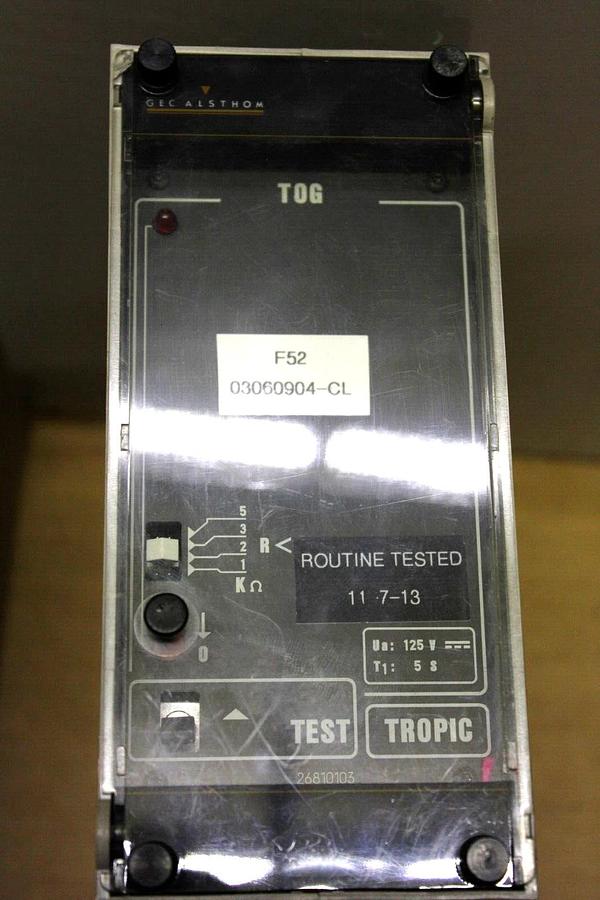 GEC ALSTHOM
TOG
F52
03060904-CL
5
3
2
1
KΩ
R <
ROUTINE TESTED
11 7-13
0
Ua: 125 V
T1: 5 S
TEST
TROPIC
26810103